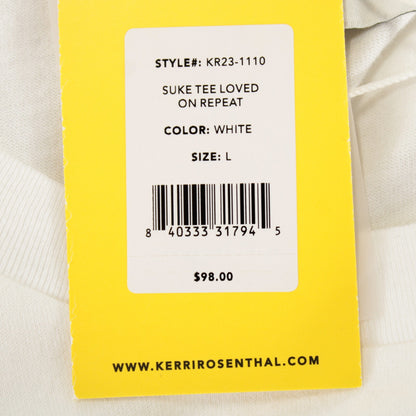 STYLE#: KR23-1110
SUKE TEE LOVED
ON REPEAT
COLOR: WHITE
SIZE: L
8 40333 31794 5
$98.00
WWW.KERRIROSENTHAL.COM